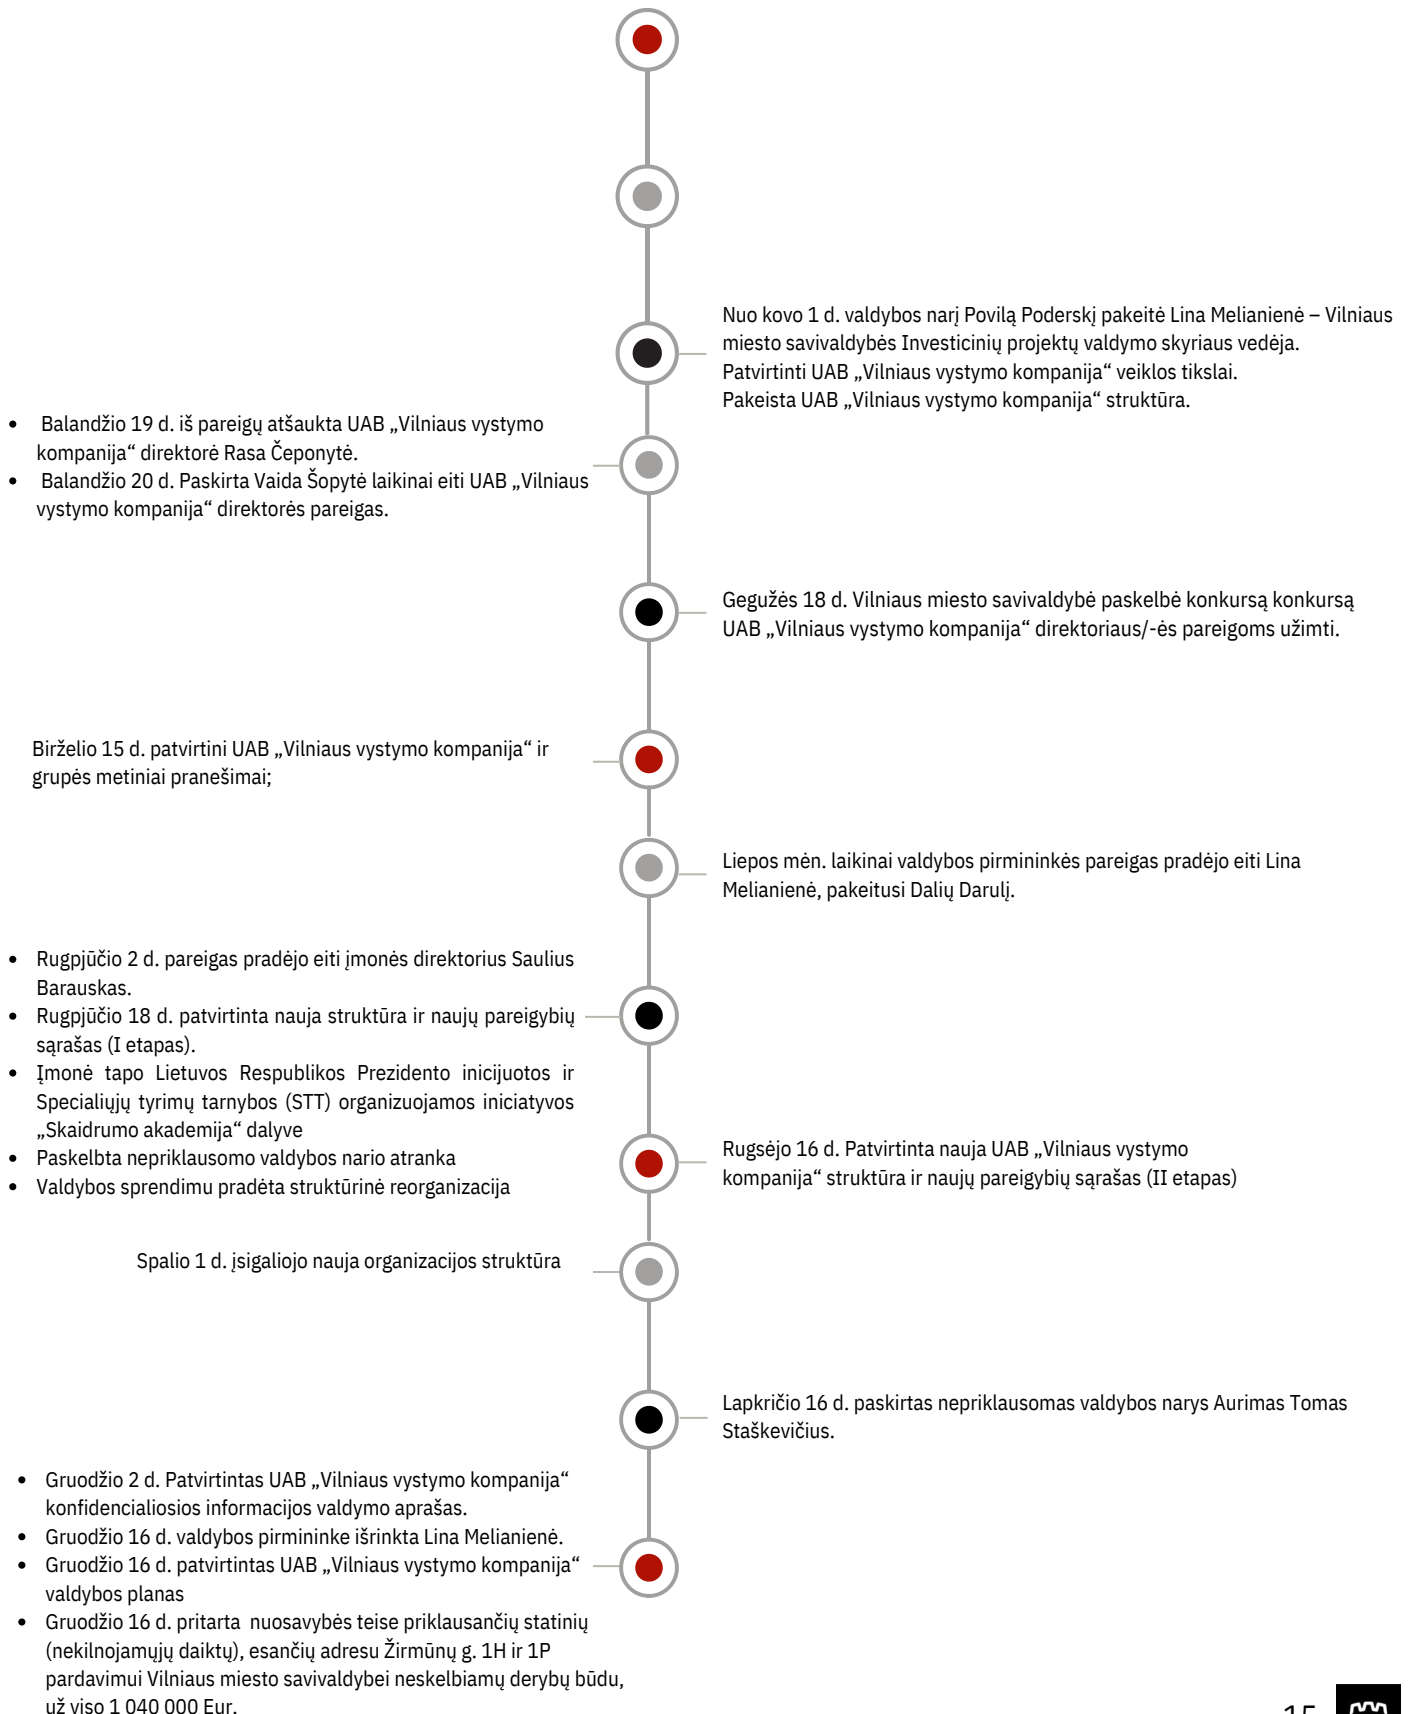 Nuo kovo 1 d. valdybos narį Povilą Poderskį pakeitė Lina Melianienė – Vilniaus
miesto savivaldybės Investicinių projektų valdymo skyriaus vedėja.
Patvirtinti UAB „Vilniaus vystymo kompanija“ veiklos tikslai.
Pakeista UAB „Vilniaus vystymo kompanija“ struktūra.
• Balandžio 19 d. iš pareigų atšaukta UAB „Vilniaus vystymo
kompanija“ direktorė Rasa Čeponytė.
• Balandžio 20 d. Paskirta Vaida Šopytė laikinai eiti UAB „Vilniaus
vystymo kompanija“ direktorės pareigas.
Gegužės 18 d. Vilniaus miesto savivaldybė paskelbė konkursą konkursą
UAB „Vilniaus vystymo kompanija“ direktoriaus/-ės pareigoms užimti.
Birželio 15 d. patvirtini UAB „Vilniaus vystymo kompanija“ ir
grupės metiniai pranešimai;
Liepos mėn. laikinai valdybos pirmininkės pareigas pradėjo eiti Lina
Melianienė, pakeitusi Dalių Darulį.
• Rugpjūčio 2 d. pareigas pradėjo eiti įmonės direktorius Saulius
Barauskas.
• Rugpjūčio 18 d. patvirtinta nauja struktūra ir naujų pareigybių
sąrašas (I etapas).
• Įmonė tapo Lietuvos Respublikos Prezidento inicijuotos ir
Specialiųjų tyrimų tarnybos (STT) organizuojamos iniciatyvos
„Skaidrumo akademija“ dalyve
• Paskelbta nepriklausomo valdybos nario atranka
• Valdybos sprendimu pradėta struktūrinė reorganizacija
Rugsėjo 16 d. Patvirtinta nauja UAB „Vilniaus vystymo
kompanija“ struktūra ir naujų pareigybių sąrašas (II etapas)
Spalio 1 d. įsigaliojo nauja organizacijos struktūra
Lapkričio 16 d. paskirtas nepriklausomas valdybos narys Aurimas Tomas
Staškevičius.
• Gruodžio 2 d. Patvirtintas UAB „Vilniaus vystymo kompanija“
konfidencialiosios informacijos valdymo aprašas.
• Gruodžio 16 d. valdybos pirmininke išrinkta Lina Melianienė.
• Gruodžio 16 d. patvirtintas UAB „Vilniaus vystymo kompanija“
valdybos planas
• Gruodžio 16 d. pritarta nuosavybės teise priklausančių statinių
(nekilnojamųjų daiktų), esančių adresu Žirmūnų g. 1H ir 1P
pardavimui Vilniaus miesto savivaldybei neskelbiamų derybų būdu,
už viso 1 040 000 Eur.
15